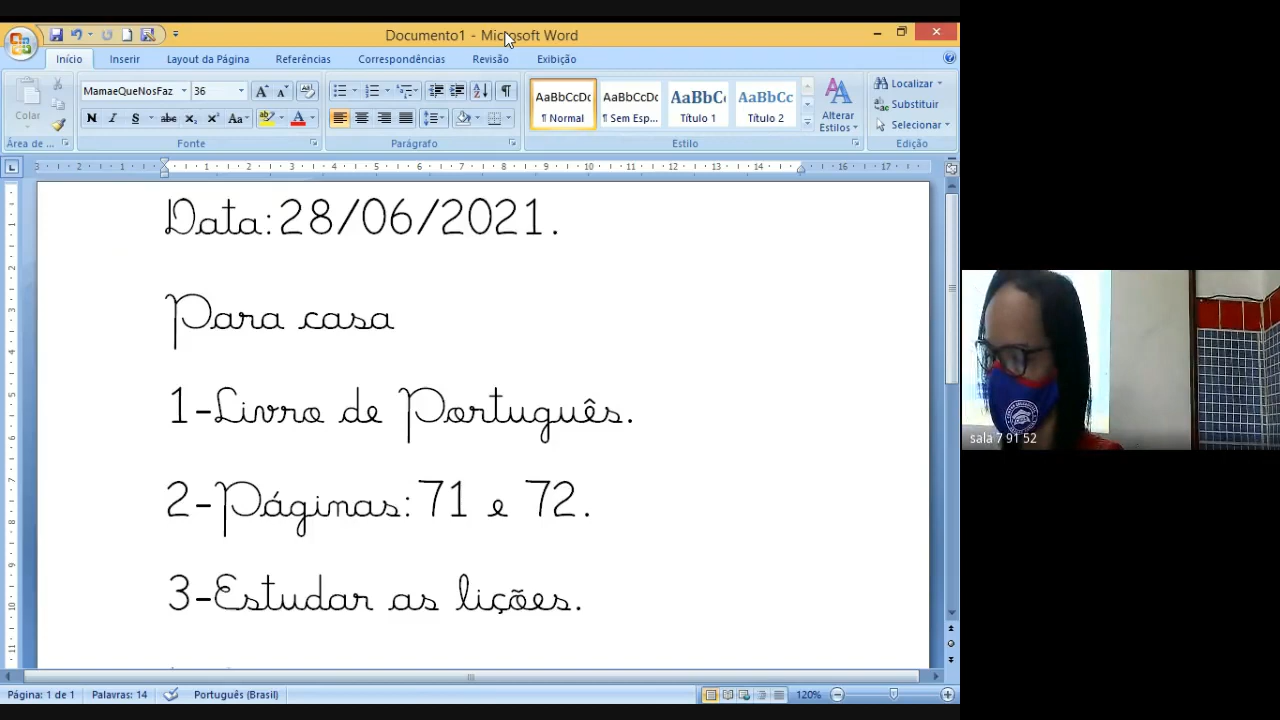 Documento1 - Microsoft Word
Início Inserir Layout da Página Referências Correspondências Revisão Exibição
Colar
MamaeQueNosFaz 36
AaBbCcDc AaBbCcDc AaBbC AaBbCc
¶ Normal ¶ Sem Esp... Título 1 Título 2
Alterar Estilos
Localizar
Substituir
Selecionar
Área de ... Fonte Parágrafo Estilo Edição
Data: 28/06/2021.
Para casa
1-Livro de Português.
2-Páginas: 71 e 72.
3-Estudar as lições.
sala 7 91 52
Página: 1 de 1 Palavras: 14 Português (Brasil) 120%